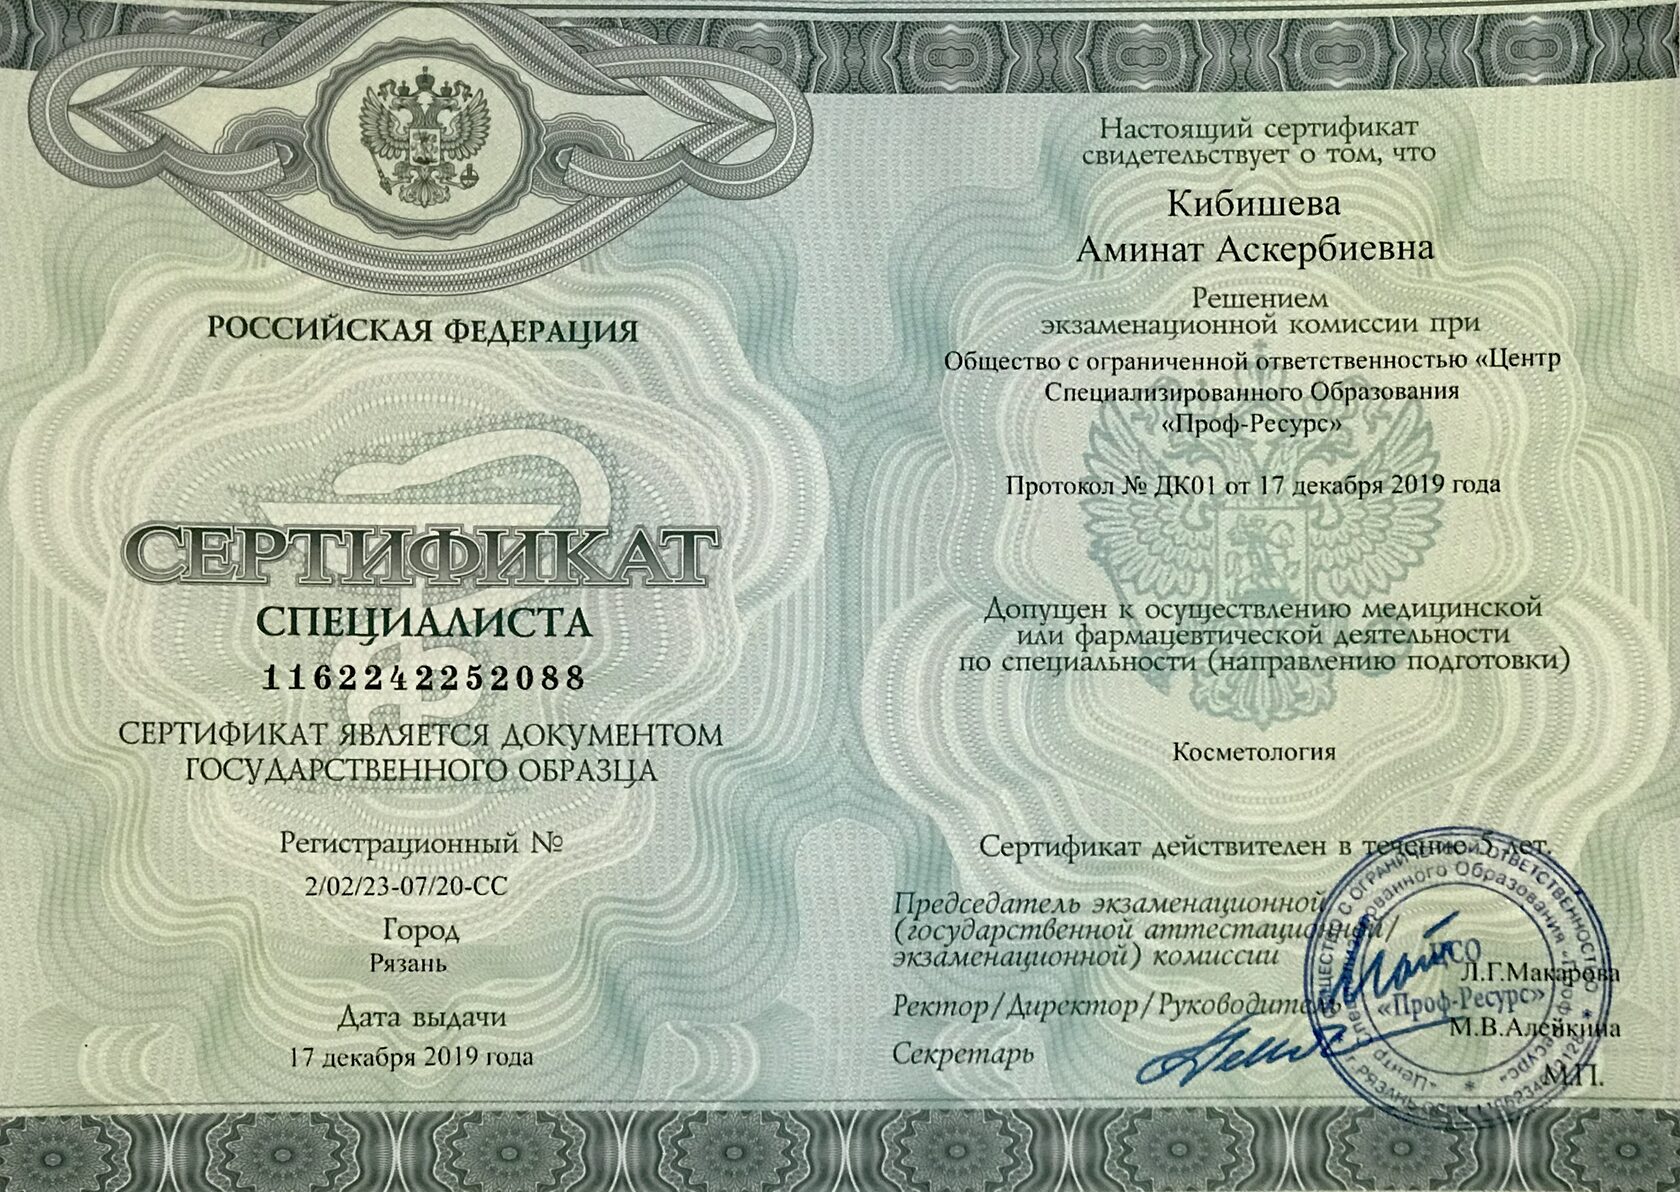 РОССИЙСКАЯ ФЕДЕРАЦИЯ
СЕРТИФИКАТ
СПЕЦИАЛИСТА
1162242252088
СЕРТИФИКАТ ЯВЛЯЕТСЯ ДОКУМЕНТОМ
ГОСУДАРСТВЕННОГО ОБРАЗЦА
Регистрационный №
2/02/23-07/20-СС
Город
Рязань
Дата выдачи
17 декабря 2019 года
Настоящий сертификат
свидетельствует о том, что
Кибишева
Аминат Аскербиевна
Решением
экзаменационной комиссии при
Общество с ограниченной ответственностью «Центр
Специализированного Образования
«Проф-Ресурс»
Протокол № ДК01 от 17 декабря 2019 года
Допущен к осуществлению медицинской
или фармацевтической деятельности
по специальности (направлению подготовки)
Косметология
Сертификат действителен в течение 5 лет.
Председатель экзаменационной
(государственной аттестационной/
экзаменационной) комиссии
Л.Г.Макарова
Ректор/Директор/Руководитель
М.В.Алейкина
Секретарь
М.П.
ЦСО
«Проф-Ресурс»